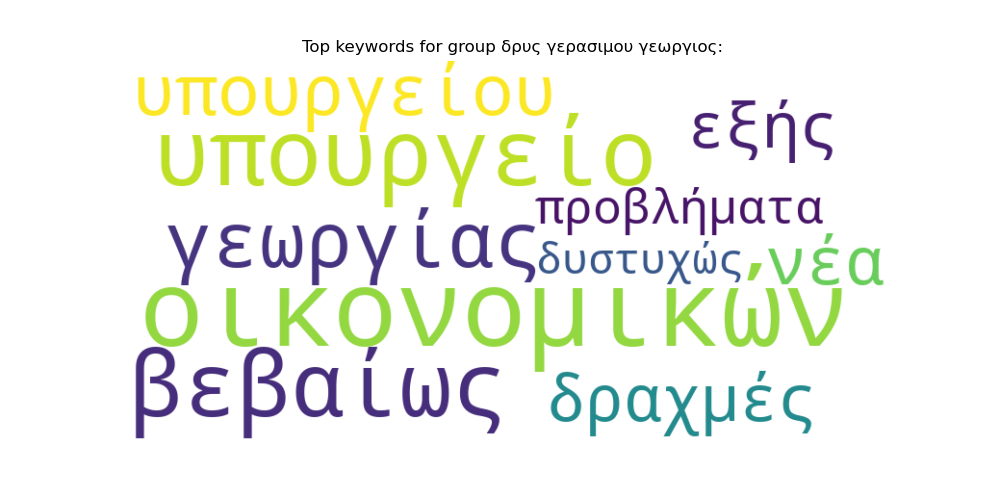 Top keywords for group δρυς γερασιμου γεωργιος:
υπουργείου
εξής
υπουργείο
προβλήματα
γεωργίας
δυστυχώς
νέα
οικονομικών
βεβαίως
δραχμές